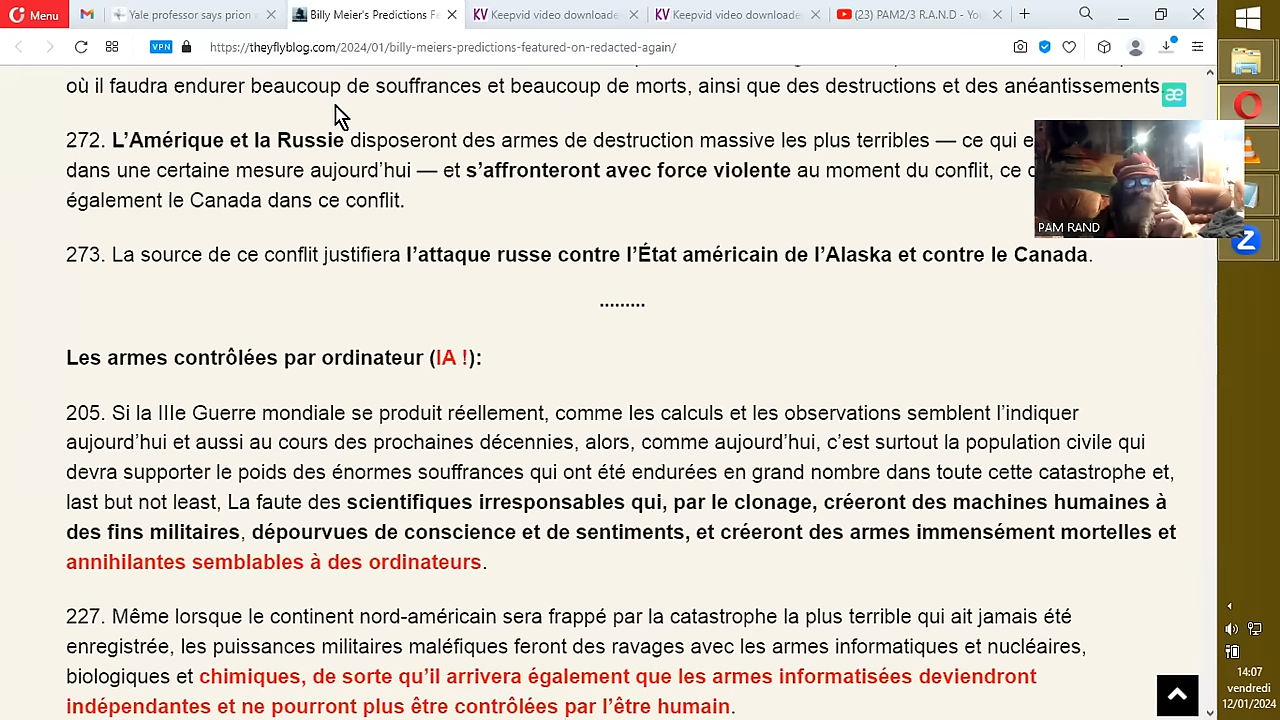 Menu
Yale professor says prion
Billy Meier's Predictions Fe
KV Keepvid video downloade
KV Keepvid video downloade
(23) PAM2/3 R.A.N.D - You
VPN https://theyflyblog.com/2024/01/billy-meiers-predictions-featured-on-redacted-again/
où il faudra endurer beaucoup de souffrances et beaucoup de morts, ainsi que des destructions et des anéantissements.
æ
272. L’Amérique et la Russie disposeront des armes de destruction massive les plus terribles — ce qui e
dans une certaine mesure aujourd’hui — et s’affronteront avec force violente au moment du conflit, ce
également le Canada dans ce conflit.
PAM RAND
273. La source de ce conflit justifiera l’attaque russe contre l’État américain de l’Alaska et contre le Canada.
.........
Les armes contrôlées par ordinateur (IA !):
205. Si la IIIe Guerre mondiale se produit réellement, comme les calculs et les observations semblent l’indiquer
aujourd’hui et aussi au cours des prochaines décennies, alors, comme aujourd’hui, c’est surtout la population civile qui
devra supporter le poids des énormes souffrances qui ont été endurées en grand nombre dans toute cette catastrophe et,
last but not least, La faute des scientifiques irresponsables qui, par le clonage, créeront des machines humaines à
des fins militaires, dépourvues de conscience et de sentiments, et créeront des armes immensément mortelles et
annihilantes semblables à des ordinateurs.
227. Même lorsque le continent nord-américain sera frappé par la catastrophe la plus terrible qui ait jamais été
enregistrée, les puissances militaires maléfiques feront des ravages avec les armes informatiques et nucléaires,
biologiques et chimiques, de sorte qu’il arrivera également que les armes informatisées deviendront
indépendantes et ne pourront plus être contrôlées par l’être humain.
Z
14:07
vendredi
12/01/2024